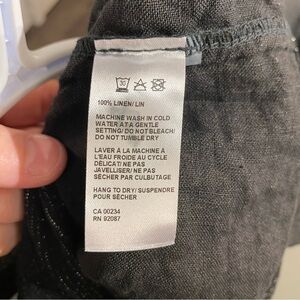 30
100% LINEN/LIN
MACHINE WASH IN COLD
WATER AT A GENTLE
SETTING/ DO NOT BLEACH/
DO NOT TUMBLE DRY
LAVER À LA MACHINE À
L'EAU FROIDE AU CYCLE
DÉLICAT/ NE PAS
JAVELLISER/ NE PAS
SÉCHER PAR CULBUTAGE
HANG TO DRY/ SUSPENDRE
POUR SÉCHER
CA 00234
RN 92087